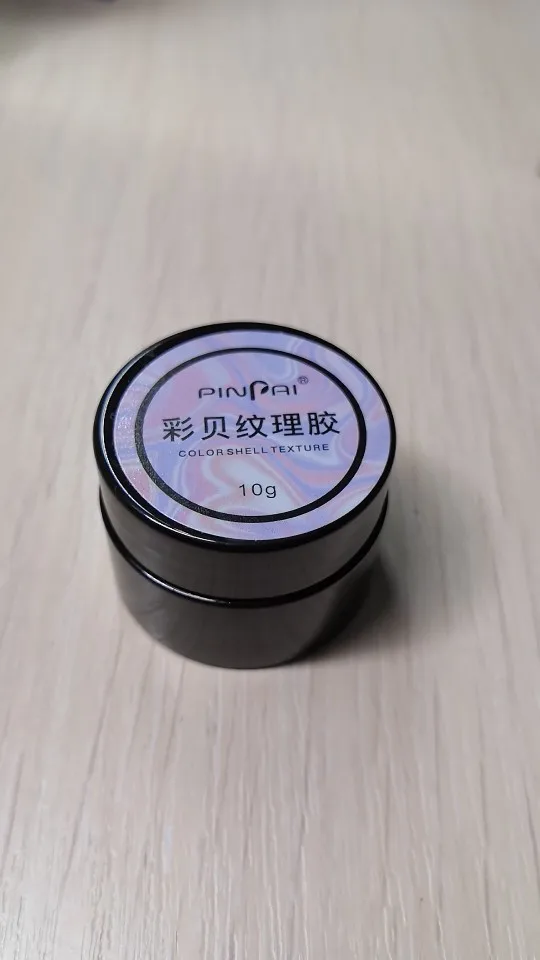 PINPAI®
彩贝纹理胶
COLOR SHELL TEXTURE
10g